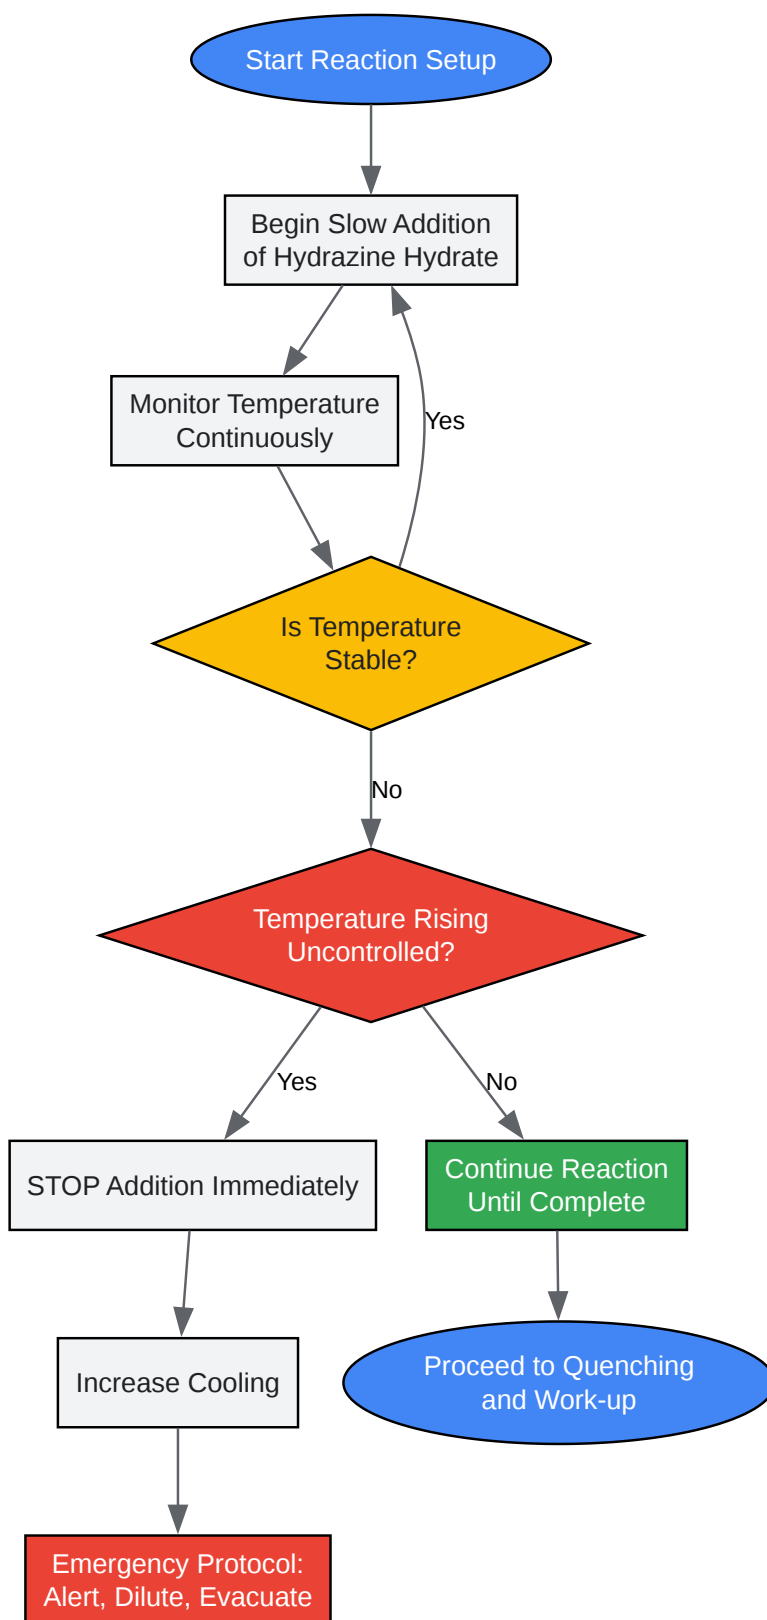 Start Reaction Setup
Begin Slow Addition
of Hydrazine Hydrate
Monitor Temperature
Continuously
Yes
Is Temperature
Stable?
No
Temperature Rising
Uncontrolled?
Yes
No
STOP Addition Immediately
Continue Reaction
Until Complete
Increase Cooling
Proceed to Quenching
and Work-up
Emergency Protocol:
Alert, Dilute, Evacuate